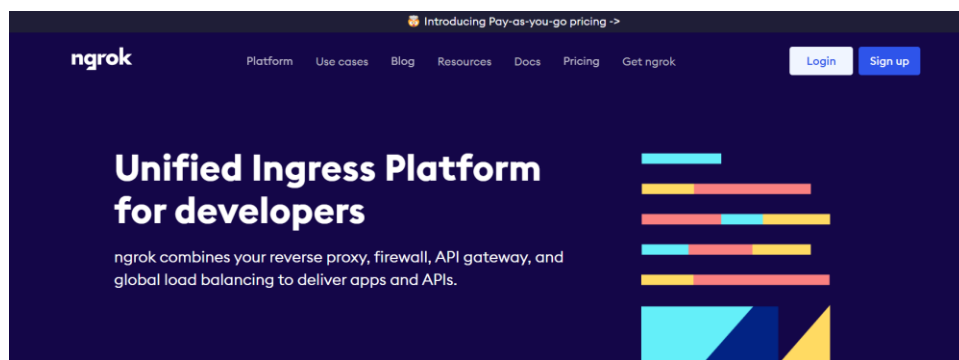 Introducing Pay-as-you-go pricing ->
ngrok Platform Use cases Blog Resources Docs Pricing Get ngrok Login Sign up
Unified Ingress Platform
for developers
ngrok combines your reverse proxy, firewall, API gateway, and
global load balancing to deliver apps and APIs.